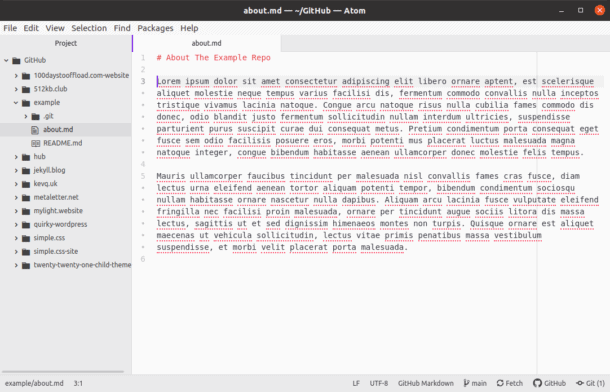 about.md — ~/GitHub — Atom
File Edit View Selection Find Packages Help
Project
about.md
GitHub
100daystooffload.com-website
512kb.club
example
.git
about.md
README.md
hub
jekyll.blog
kevq.uk
metaletter.net
mylight.website
quirky-wordpress
simple.css
simple.css-site
twenty-twenty-one-child-theme
1 # About The Example Repo
2
3 Lorem ipsum dolor sit amet consectetur adipiscing elit libero ornare aptent, est scelerisque
aliquet molestie neque tempus varius facilisi dis, fermentum commodo convallis nulla inceptos
tristique vivamus lacinia natoque. Congue arcu natoque risus nulla cubilia fames commodo dis
donec, odio blandit justo fermentum sollicitudin nullam interdum ultricies, suspendisse
parturient purus suscipit curae dui consequat metus. Pretium condimentum porta consequat eget
fusce sem odio facilisis posuere eros, morbi potenti mus placerat luctus malesuada magna
natoque integer, congue bibendum habitasse aenean ullamcorper donec molestie felis tempus.
4
5 Mauris ullamcorper faucibus tincidunt per malesuada nisl convallis fames cras fusce, diam
lectus urna eleifend aenean tortor aliquam potenti tempor, bibendum condimentum sociosqu
nullam habitasse ornare nascetur nulla dapibus. Aliquam arcu lacinia fusce vulputate eleifend
fringilla nec facilisi proin malesuada, ornare per tincidunt augue sociis litora dis massa
lectus, sagittis ut et sed dignissim himenaeos montes non turpis. Quisque ornare est aliquet
maecenas ut vehicula sollicitudin, lectus vitae primis penatibus massa vestibulum
suspendisse, et morbi velit placerat porta malesuada.
6
example/about.md 3:1 LF UTF-8 GitHub Markdown main Fetch GitHub Git (1)